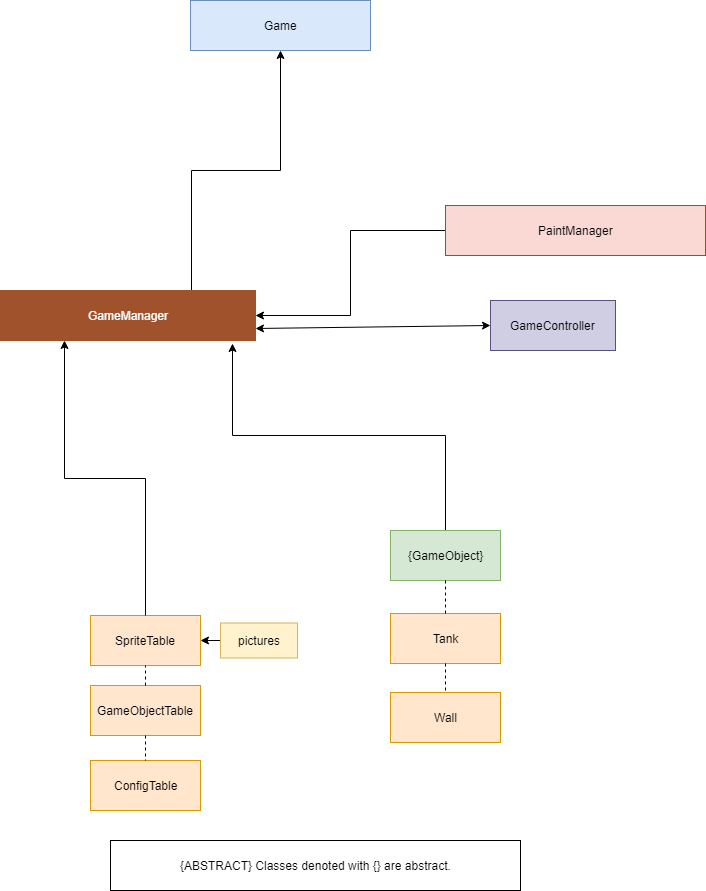 Game
PaintManager
GameManager
GameController
{GameObject}
SpriteTable
pictures
Tank
GameObjectTable
Wall
ConfigTable
{ABSTRACT} Classes denoted with {} are abstract.